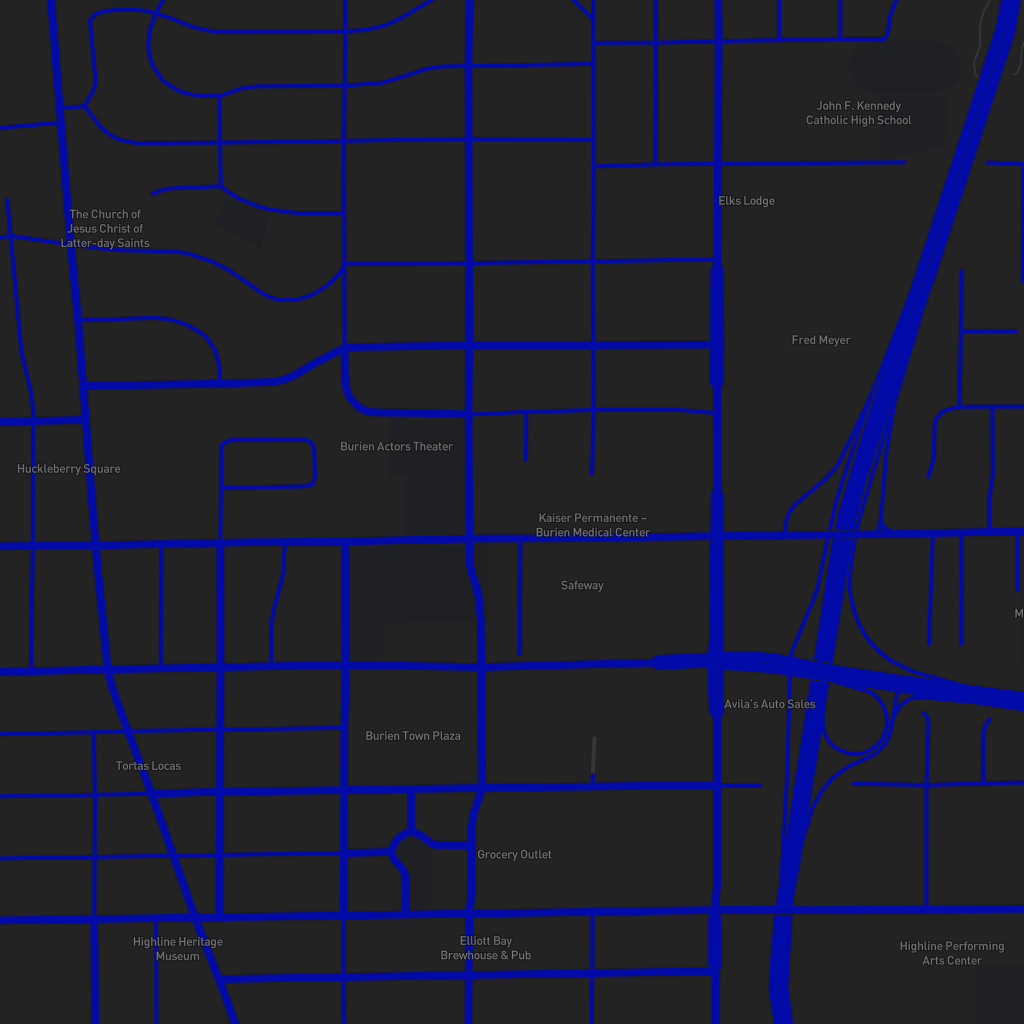 John F. Kennedy
Catholic High School
Elks Lodge
The Church of
Jesus Christ of
Latter-day Saints
Fred Meyer
Burien Actors Theater
Huckleberry Square
Kaiser Permanente –
Burien Medical Center
Safeway
M
Avila's Auto Sales
Burien Town Plaza
Tortas Locas
Grocery Outlet
Highline Heritage
Museum
Elliott Bay
Brewhouse & Pub
Highline Performing
Arts Center